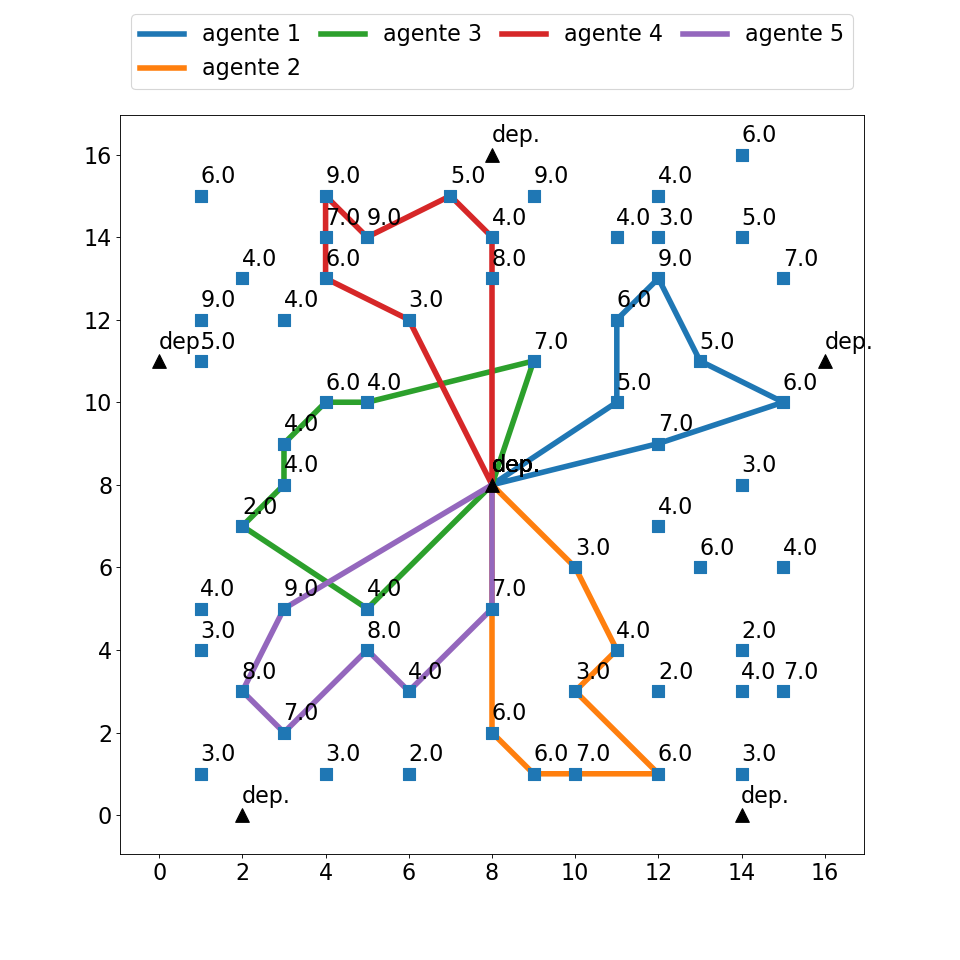 agente 1 agente 3 agente 4 agente 5
agente 2
16 dep. 6.0
6.0 9.0 5.0 9.0 4.0
14 7.0 9.0 4.0 4.0 3.0 5.0
4.0 6.0 8.0 9.0 7.0
12 9.0 4.0 3.0 6.0
dep. 5.0 7.0 5.0 dep.
10 6.0 4.0 5.0 6.0
4.0 7.0
8 4.0 dep. 3.0
2.0 4.0
6 3.0 6.0 4.0
4.0 9.0 4.0 7.0
4 3.0 8.0 4.0 2.0
8.0 4.0 3.0 2.0 4.0 7.0
2 7.0 6.0
3.0 3.0 2.0 6.0 7.0 6.0 3.0
0 dep. dep.
0 2 4 6 8 10 12 14 16